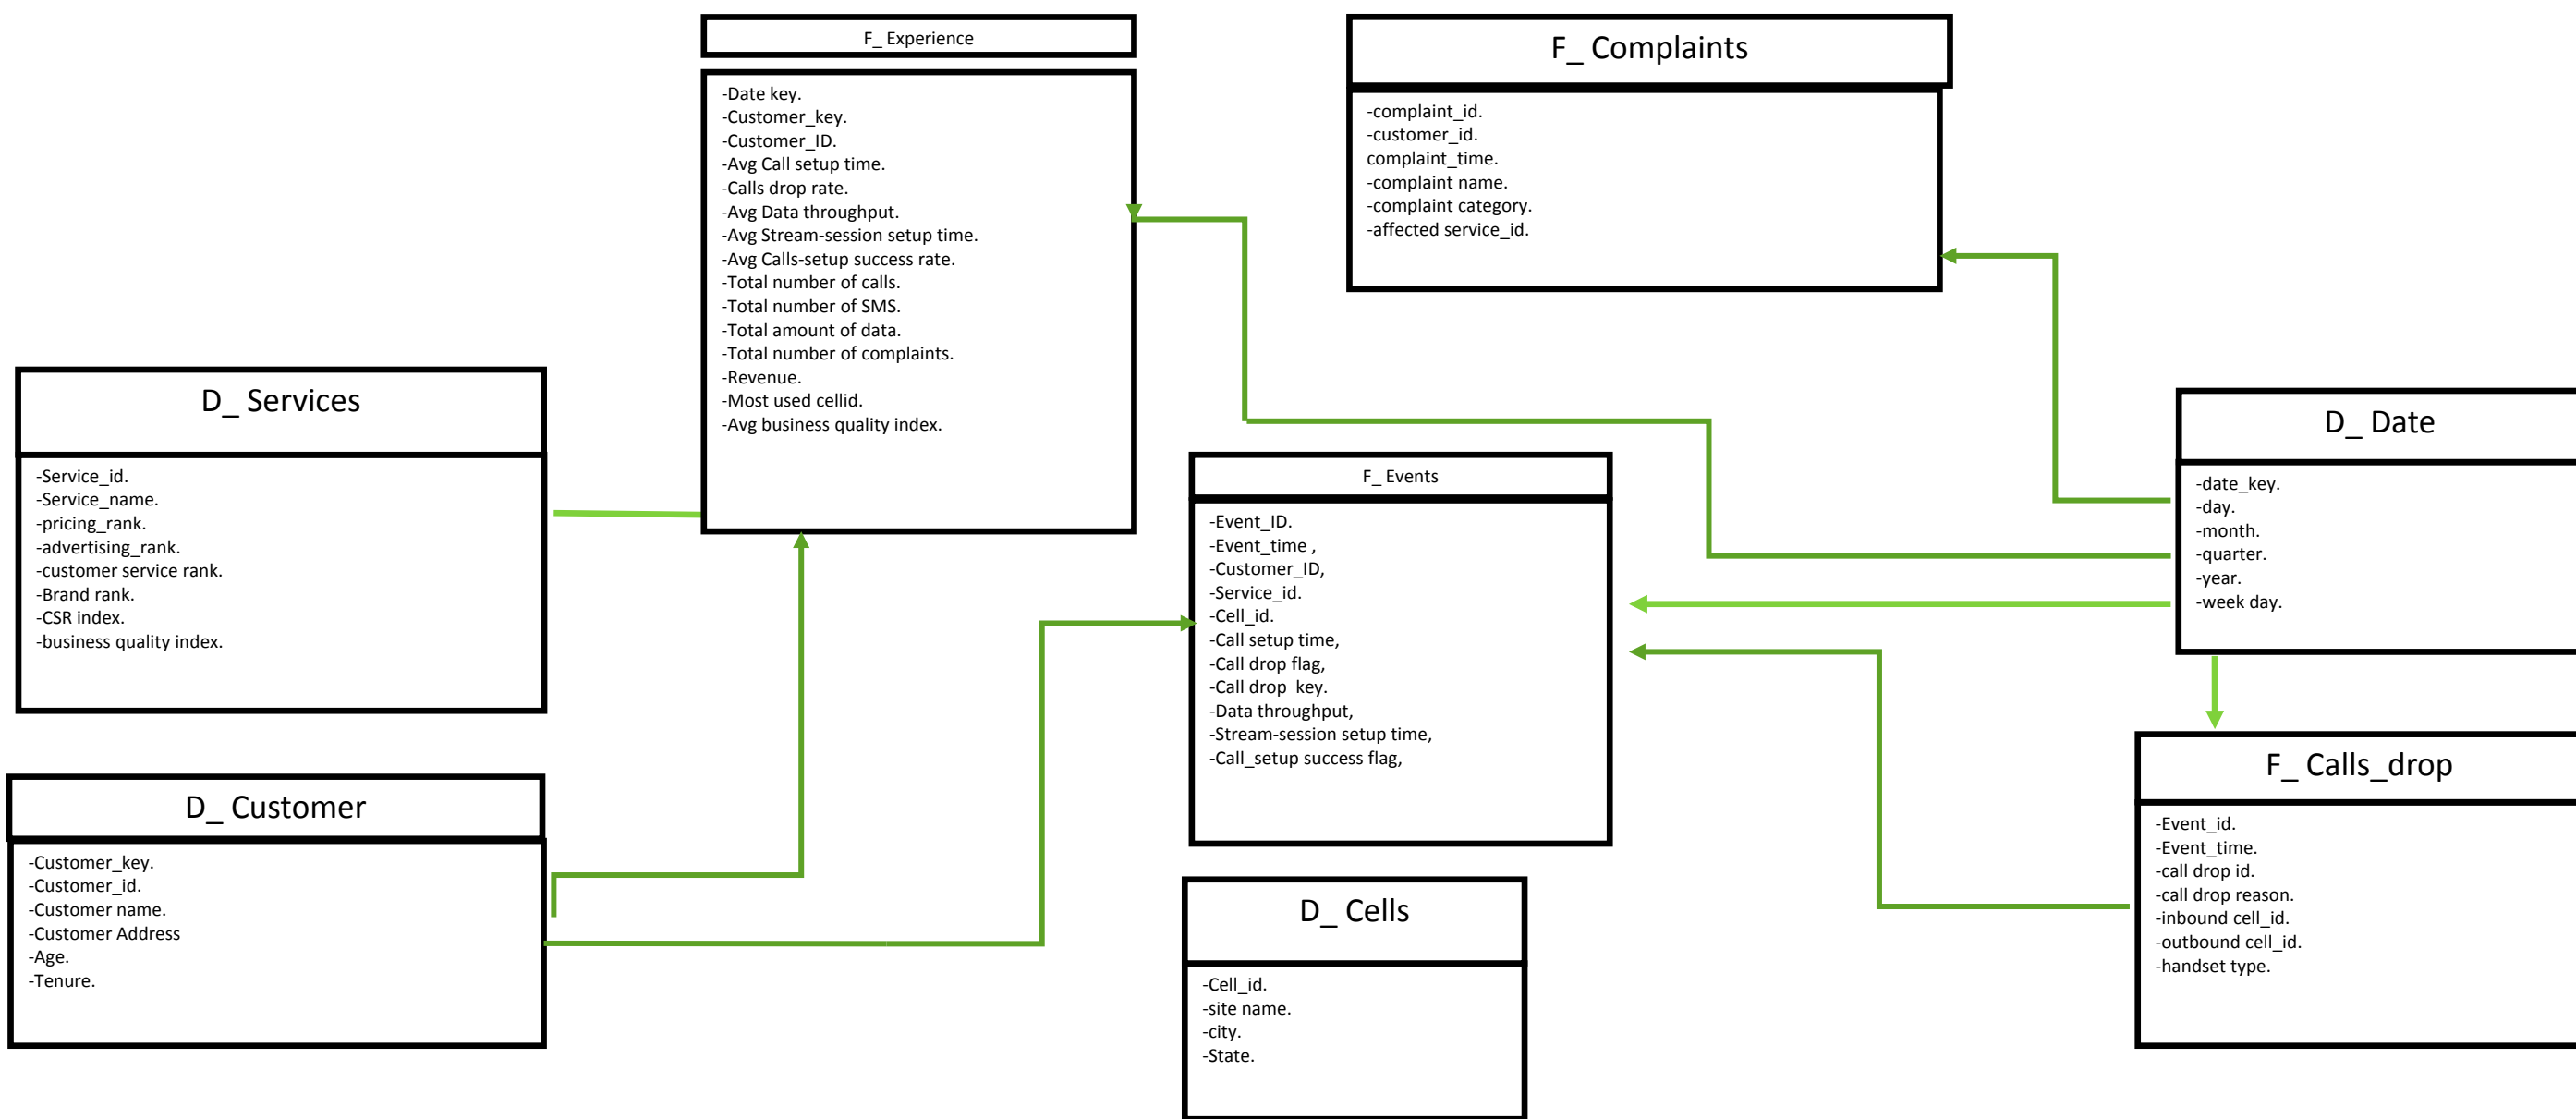 F_ Experience
-Date key.
-Customer_key.
-Customer_ID.
-Avg Call setup time.
-Calls drop rate.
-Avg Data throughput.
-Avg Stream-session setup time.
-Avg Calls-setup success rate.
-Total number of calls.
-Total number of SMS.
-Total amount of data.
-Total number of complaints.
-Revenue.
-Most used cellid.
-Avg business quality index.
F_ Complaints
-complaint_id.
-customer_id.
complaint_time.
-complaint name.
-complaint category.
-affected service_id.
D_ Services
-Service_id.
-Service_name.
-pricing_rank.
-advertising_rank.
-customer service rank.
-Brand rank.
-CSR index.
-business quality index.
F_ Events
-Event_ID.
-Event_time ,
-Customer_ID,
-Service_id.
-Cell_id.
-Call setup time,
-Call drop flag,
-Call drop  key.
-Data throughput,
-Stream-session setup time,
-Call_setup success flag,
D_ Date
-date_key.
-day.
-month.
-quarter.
-year.
-week day.
D_ Customer
-Customer_key.
-Customer_id.
-Customer name.
-Customer Address
-Age.
-Tenure.
D_ Cells
-Cell_id.
-site name.
-city.
-State.
F_ Calls_drop
-Event_id.
-Event_time.
-call drop id.
-call drop reason.
-inbound cell_id.
-outbound cell_id.
-handset type.